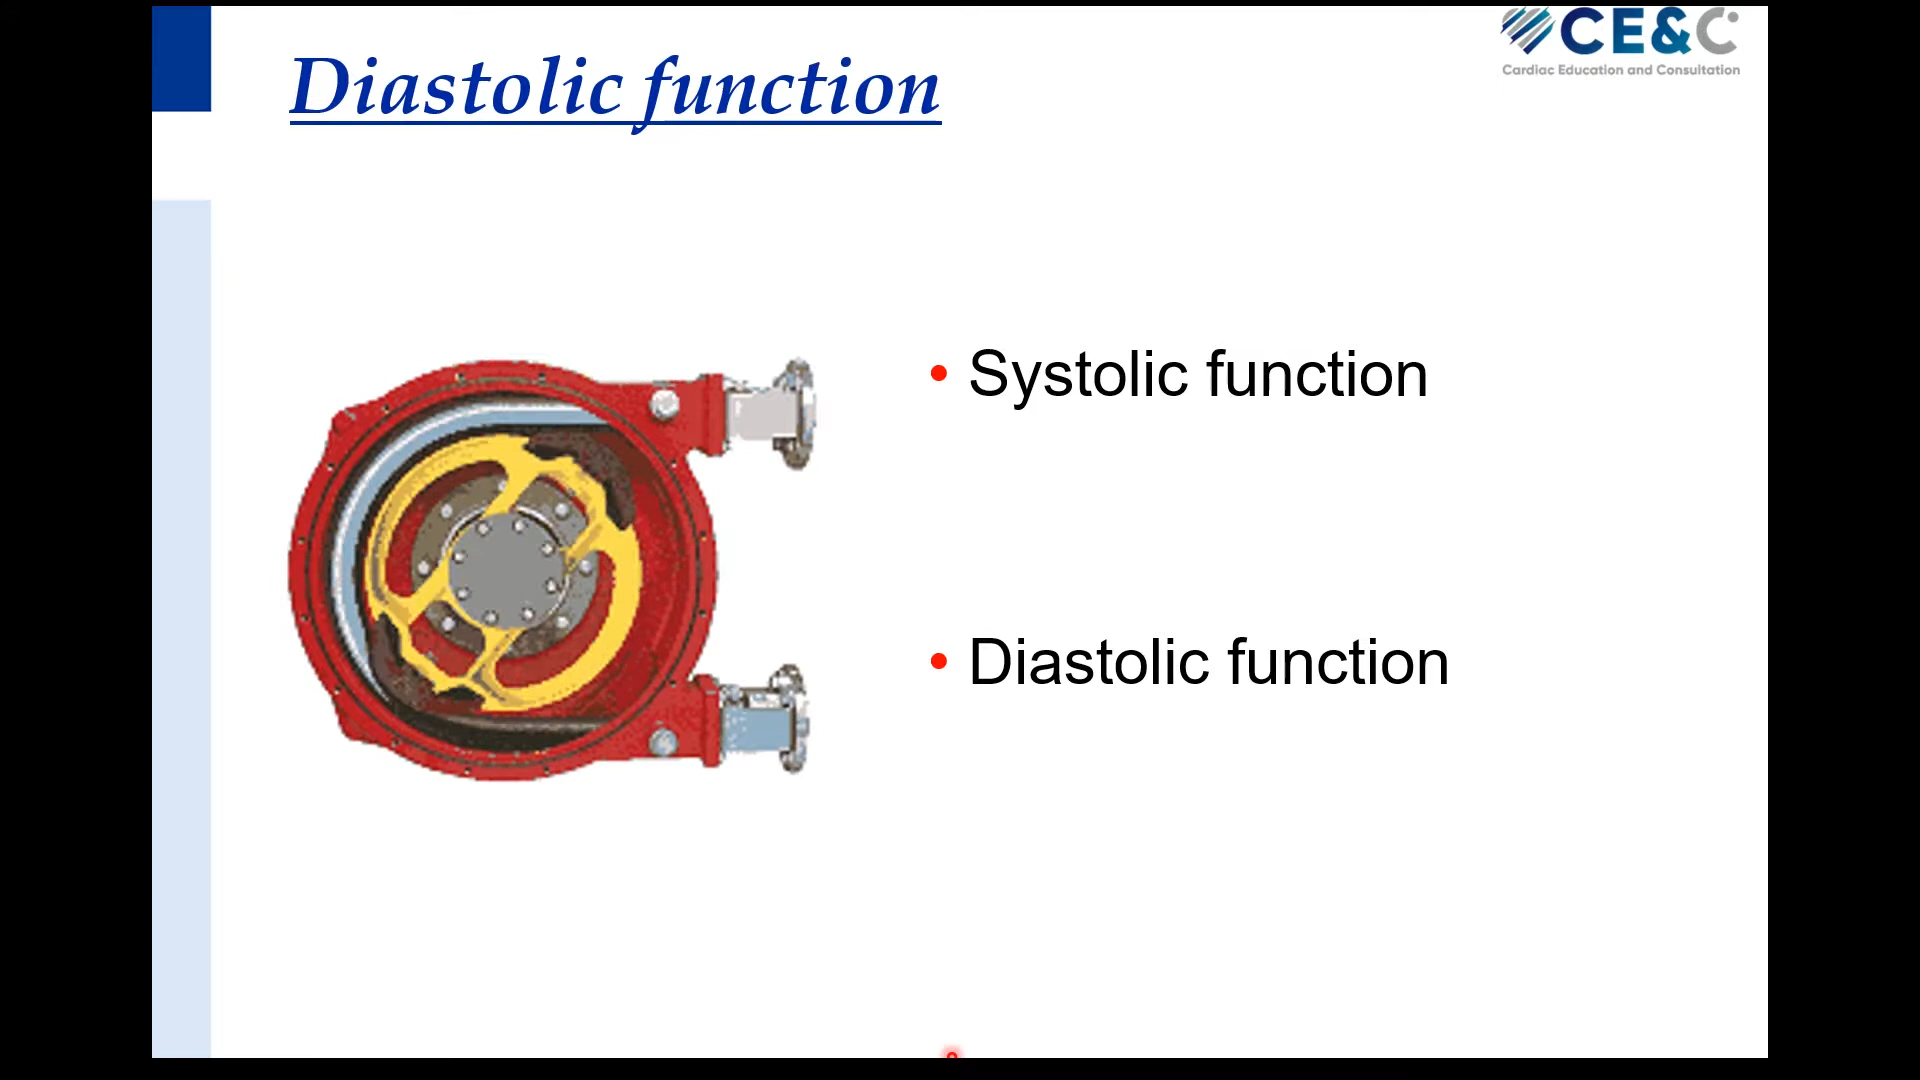 CE&C
Cardiac Education and Consultation
Diastolic function
• Systolic function
• Diastolic function